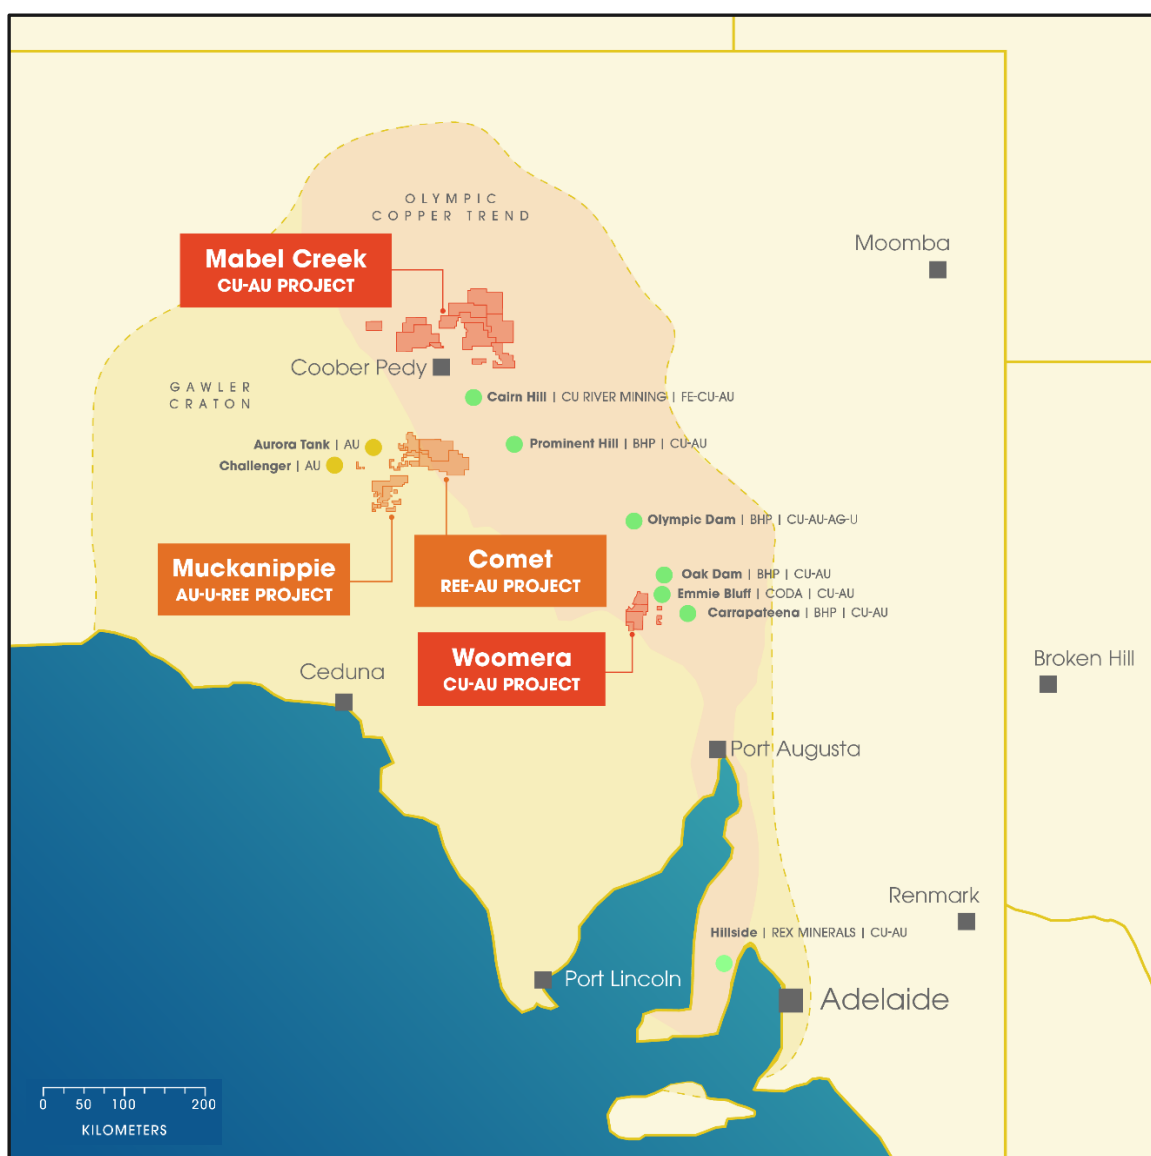 OLYMPIC
COPPER TREND
Moomba
Mabel Creek
CU-AU PROJECT
Coober Pedy
GAWLER
CRATON
Cairn Hill | CU RIVER MINING | FE-CU-AU
Aurora Tank | AU
Prominent Hill | BHP | CU-AU
Challenger | AU
Olympic Dam | BHP | CU-AU-AG-U
Muckanippie
AU-U-REE PROJECT
Comet
REE-AU PROJECT
Oak Dam | BHP | CU-AU
Emmie Bluff | CODA | CU-AU
Carrapateena | BHP | CU-AU
Woomera
CU-AU PROJECT
Broken Hill
Ceduna
Port Augusta
Renmark
Hillside | REX MINERALS | CU-AU
Port Lincoln
Adelaide
0 50 100 200
KILOMETERS